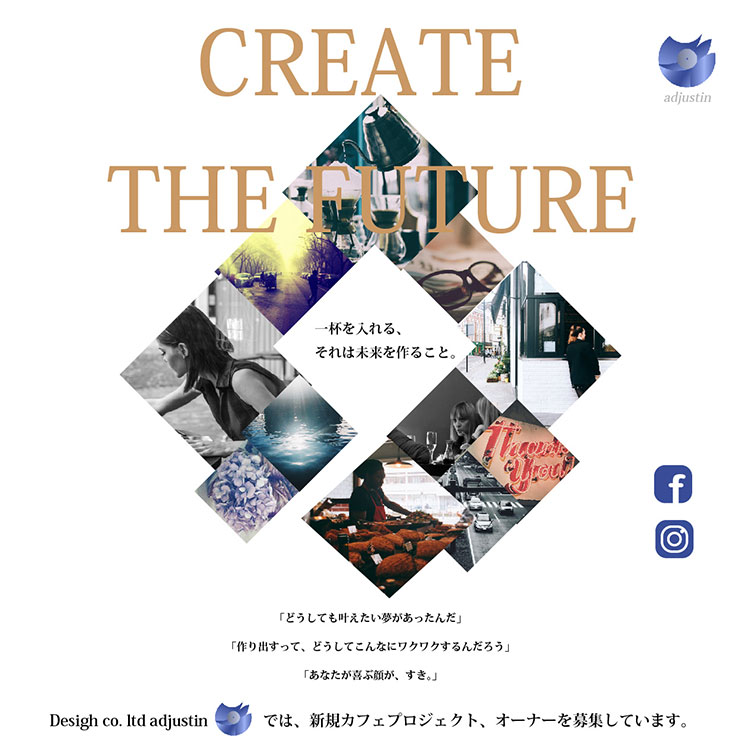 CREATE
THE FUTURE
adjustin
一杯を入れる、
それは未来を作ること。
Thank
You
「どうしても叶えたい夢があったんだ」
「作り出すって、どうしてこんなにワクワクするんだろう」
「あなたが喜ぶ顔が、すき。」
Desigh co. ltd adjustin では、新規カフェプロジェクト、オーナーを募集しています。